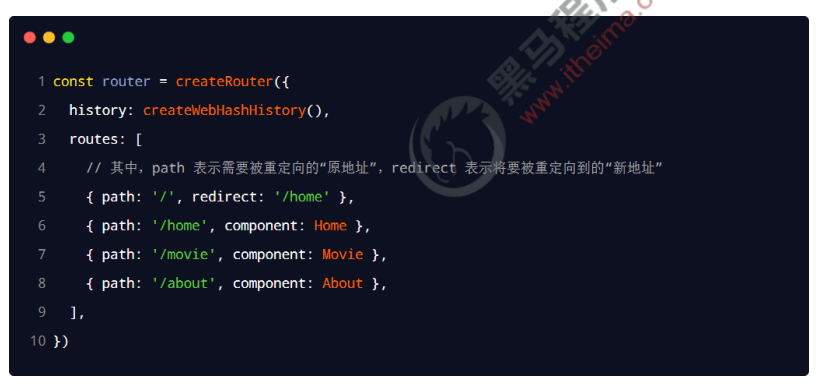 黑马程序
www.itheima.co
1 const router = createRouter({
2   history: createWebHashHistory(),
3   routes: [
4     // 其中，path 表示需要被重定向的“原地址”，redirect 表示将要被重定向到的“新地址”
5     { path: '/', redirect: '/home' },
6     { path: '/home', component: Home },
7     { path: '/movie', component: Movie },
8     { path: '/about', component: About },
9   ],
10 })